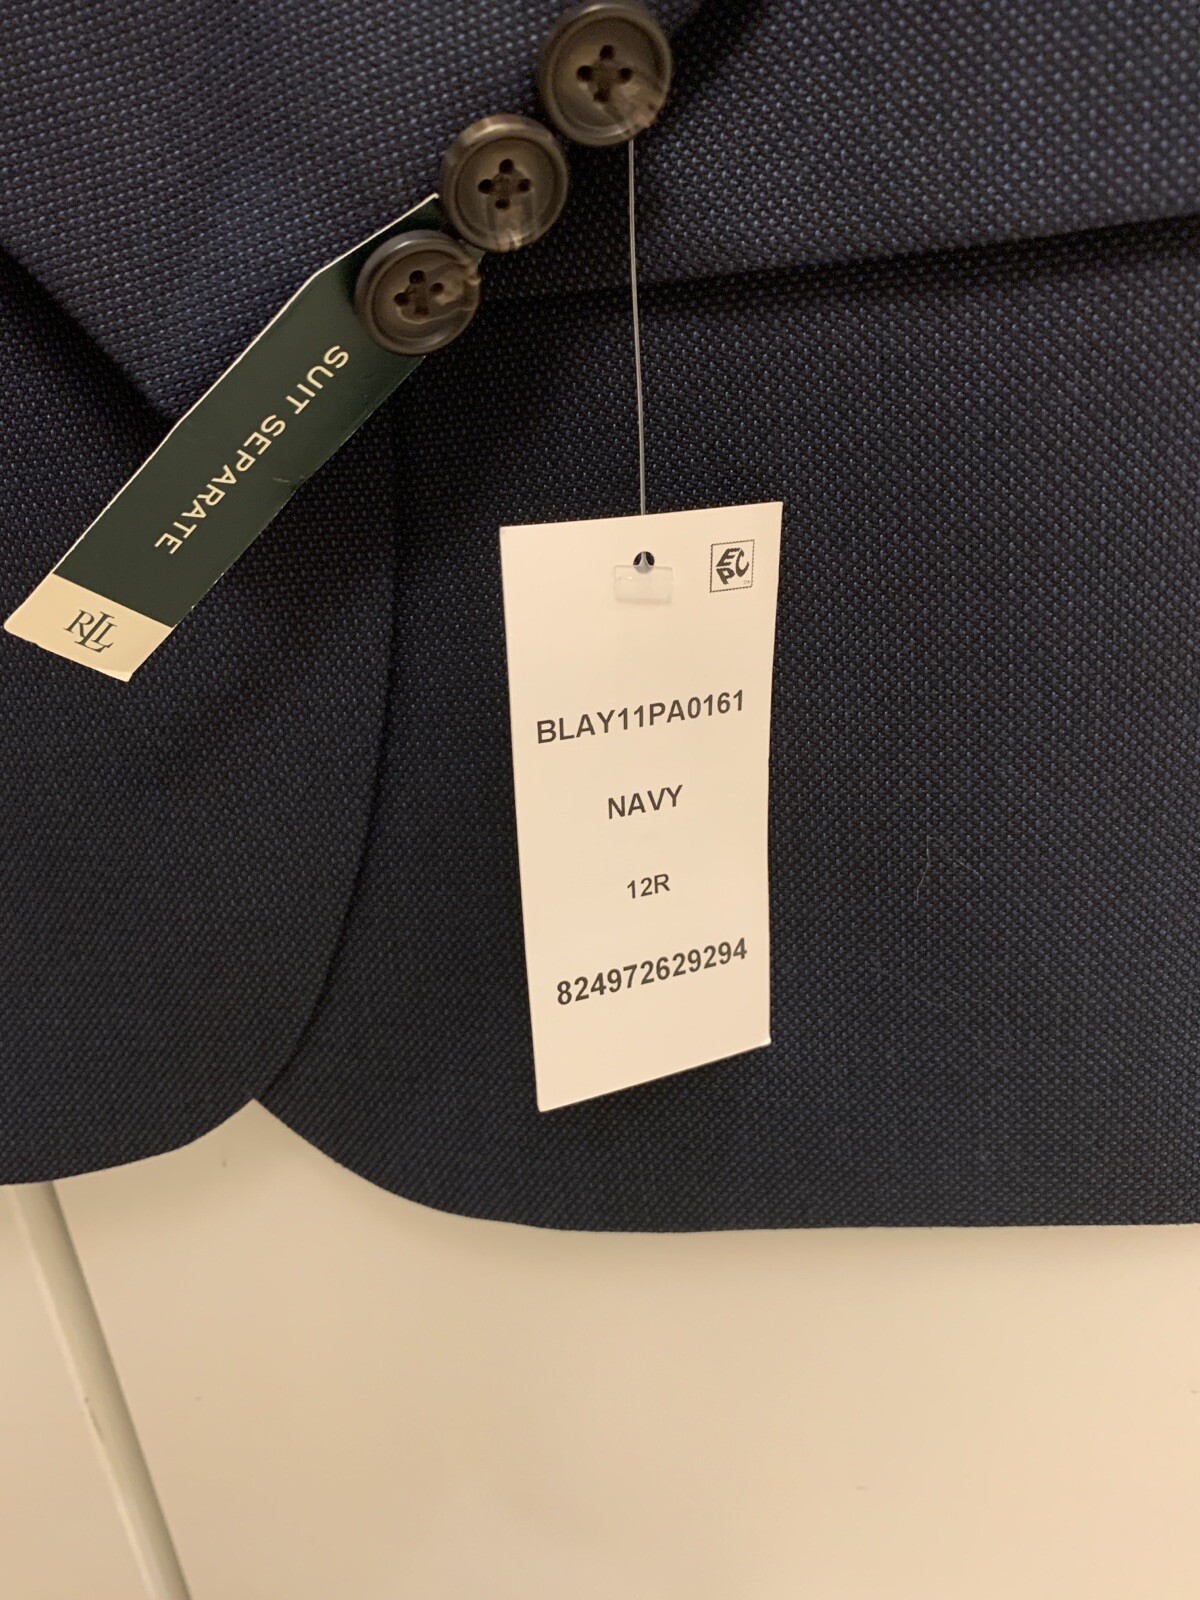 SUIT SEPARATE
RLL
EPC
BLAY11PA0161
NAVY
12R
824972629294